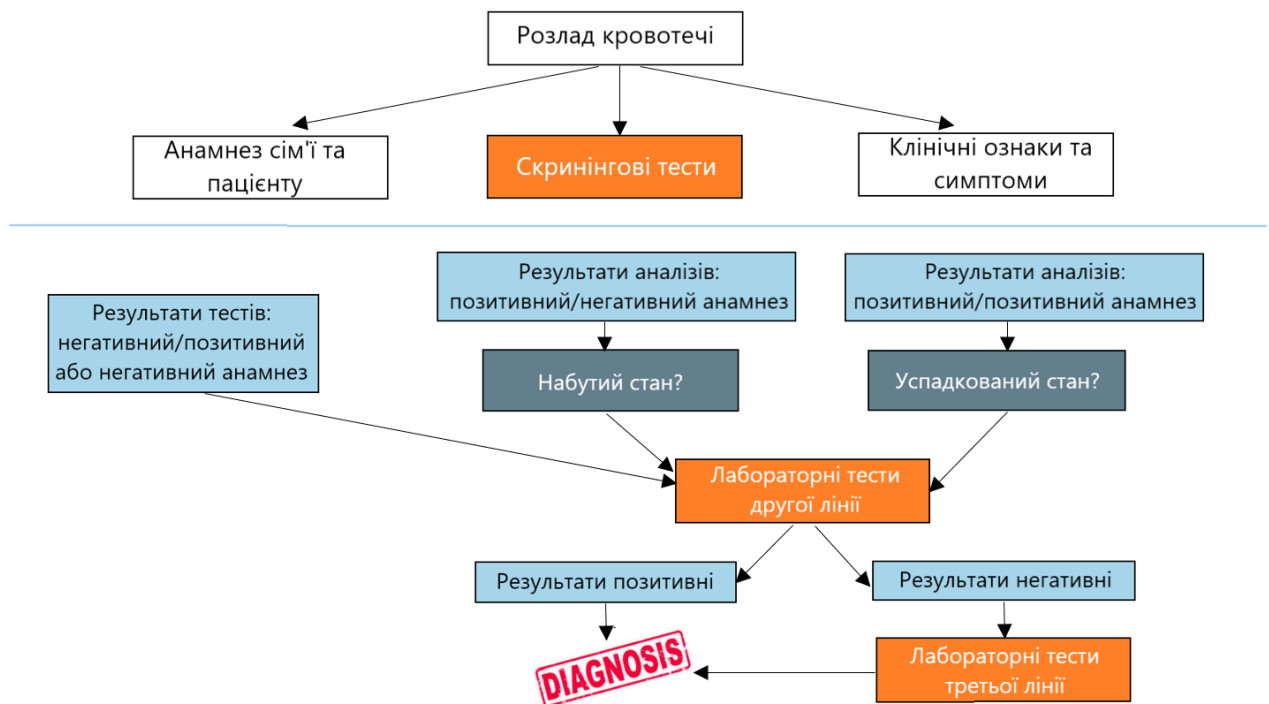 Розлад кровотечі
Анамнез сім'ї та
пацієнту
Скринінгові тести
Клінічні ознаки та
симптоми
Результати тестів:
негативний/позитивний
або негативний анамнез
Результати аналізів:
позитивний/негативний анамнез
Результати аналізів:
позитивний/позитивний анамнез
Набутий стан?
Успадкований стан?
Лабораторні тести
другої лінії
Результати позитивні
Результати негативні
DIAGNOSIS
Лабораторні тести
третьої лінії